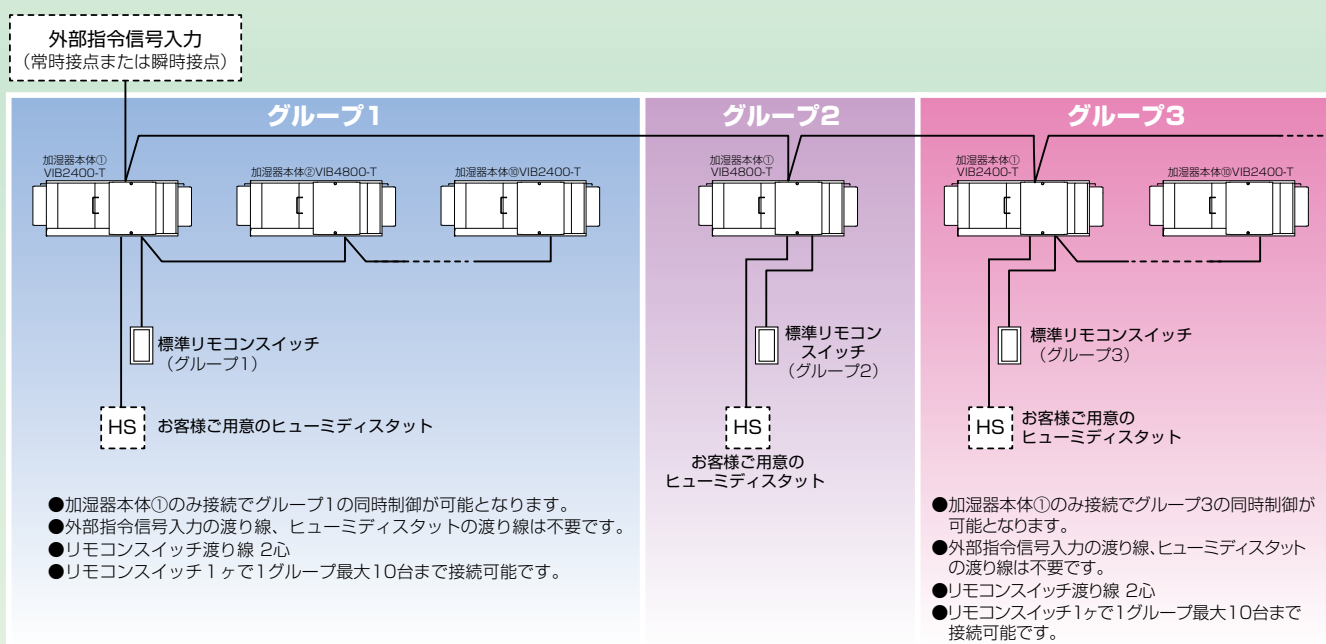 外部指令信号入力
（常時接点または瞬時接点）
グループ1
加湿器本体①
VIB2400-T
加湿器本体②VIB4800-T
加湿器本体⑩VIB2400-T
標準リモコンスイッチ
（グループ1）
HS
お客様ご用意のヒューミディスタット
●加湿器本体①のみ接続でグループ1の同時制御が可能となります。
●外部指令信号入力の渡り線、ヒューミディスタットの渡り線は不要です。
●リモコンスイッチ渡り線 2心
●リモコンスイッチ１ヶで1グループ最大10台まで接続可能です。
グループ2
加湿器本体①
VIB4800-T
標準リモコン
スイッチ
（グループ2）
HS
お客様ご用意の
ヒューミディスタット
グループ3
加湿器本体①
VIB2400-T
加湿器本体⑩VIB2400-T
標準リモコンスイッチ
（グループ3）
HS
お客様ご用意の
ヒューミディスタット
●加湿器本体①のみ接続でグループ3の同時制御が
可能となります。
●外部指令信号入力の渡り線、ヒューミディスタット
の渡り線は不要です。
●リモコンスイッチ渡り線 2心
●リモコンスイッチ1ヶで1グループ最大10台まで
接続可能です。